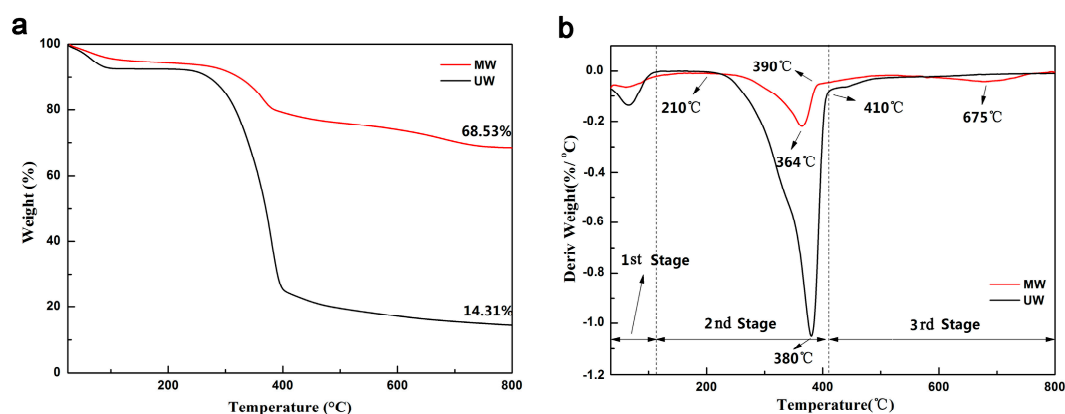 a
100
80
60
40
20
0
Weight (%)
MW
UW
68.53%
14.31%
200
400
600
800
Temperature (°C)
b
0.0
-0.2
-0.4
-0.6
-0.8
-1.0
-1.2
Deriv Weight(%/ °C)
390℃
210℃
410℃
675℃
364℃
1st Stage
MW
UW
2nd Stage
3rd Stage
380℃
200
400
600
800
Temperature(℃)